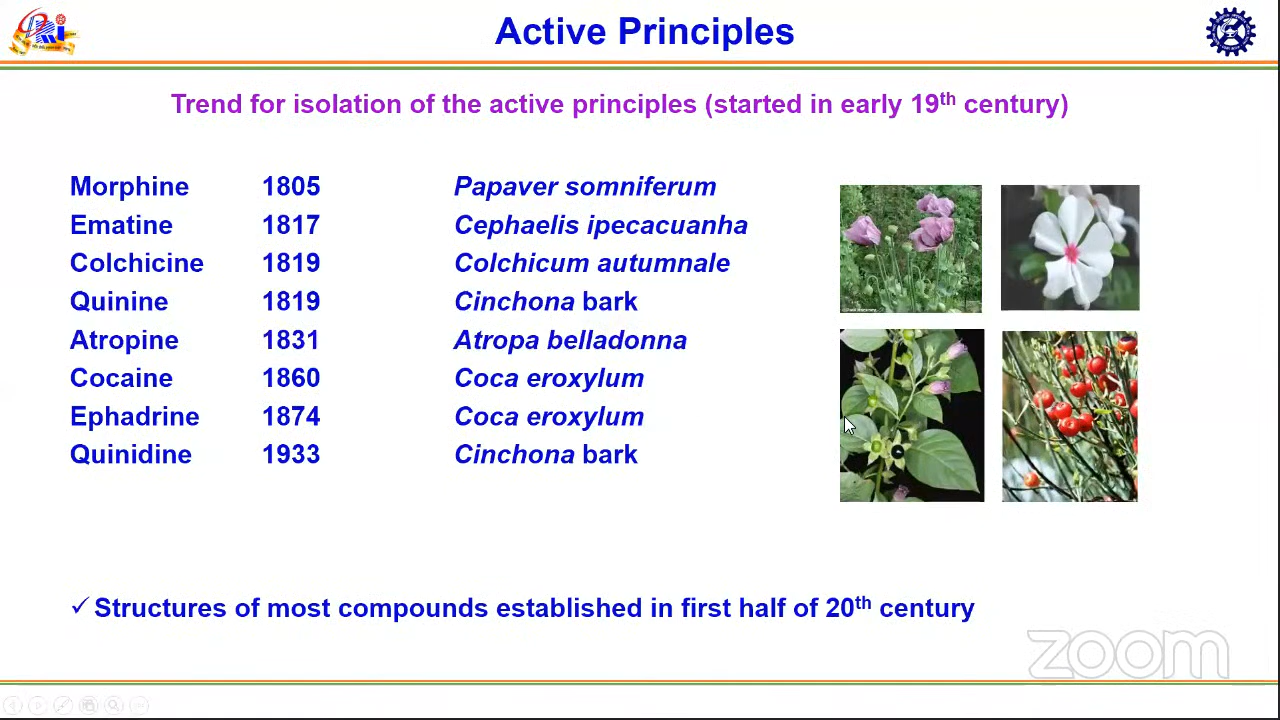 Active Principles
Trend for isolation of the active principles (started in early 19th century)
Morphine 1805 Papaver somniferum
Ematine 1817 Cephaelis ipecacuanha
Colchicine 1819 Colchicum autumnale
Quinine 1819 Cinchona bark
Atropine 1831 Atropa belladonna
Cocaine 1860 Coca eroxylum
Ephadrine 1874 Coca eroxylum
Quinidine 1933 Cinchona bark
✓ Structures of most compounds established in first half of 20th century
zoom